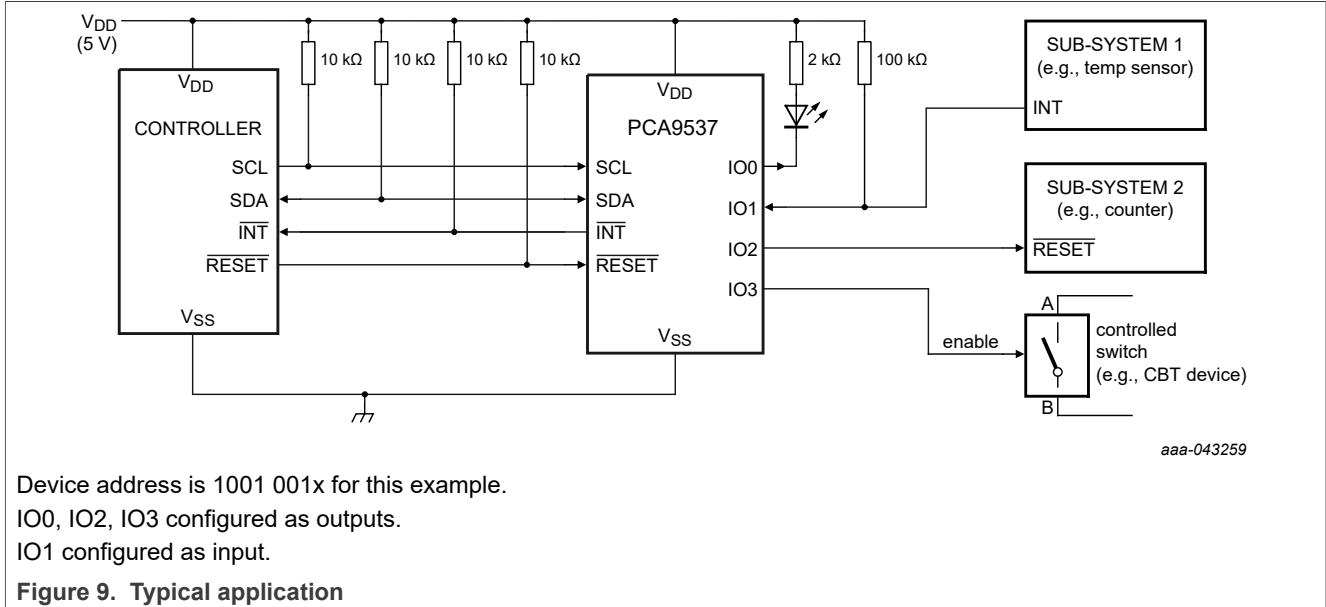 VDD
(5 V)
10 kΩ
10 kΩ
10 kΩ
10 kΩ
2 kΩ
100 kΩ
VDD
CONTROLLER
SCL
SDA
INT
RESET
VSS
VDD
PCA9537
SCL
SDA
INT
RESET
IO0
IO1
IO2
IO3
VSS
SUB-SYSTEM 1
(e.g., temp sensor)
INT
SUB-SYSTEM 2
(e.g., counter)
RESET
enable
A
B
controlled
switch
(e.g., CBT device)
aaa-043259
Device address is 1001 001x for this example.
IO0, IO2, IO3 configured as outputs.
IO1 configured as input.
Figure 9. Typical application